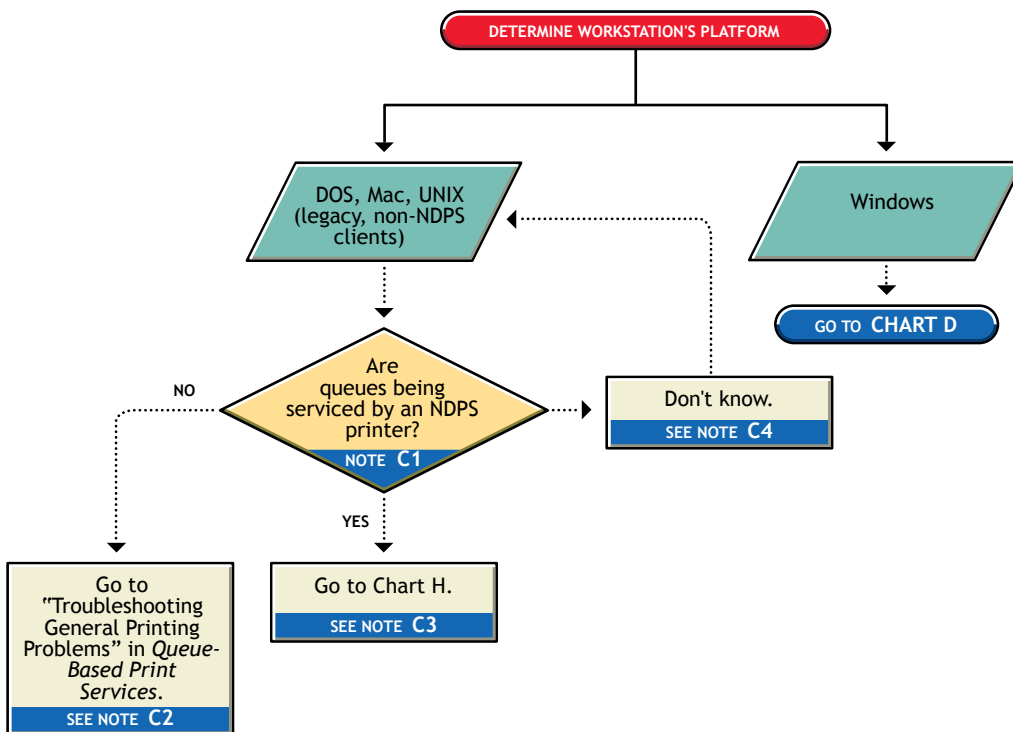 DETERMINE WORKSTATION'S PLATFORM
DOS, Mac, UNIX
(legacy, non-NDPS
clients)
Windows
GO TO CHART D
Are
queues being
serviced by an NDPS
printer?
NOTE C1
NO
Don't know.
SEE NOTE C4
YES
Go to
“Troubleshooting
General Printing
Problems” in Queue-
Based Print
Services.
SEE NOTE C2
Go to Chart H.
SEE NOTE C3